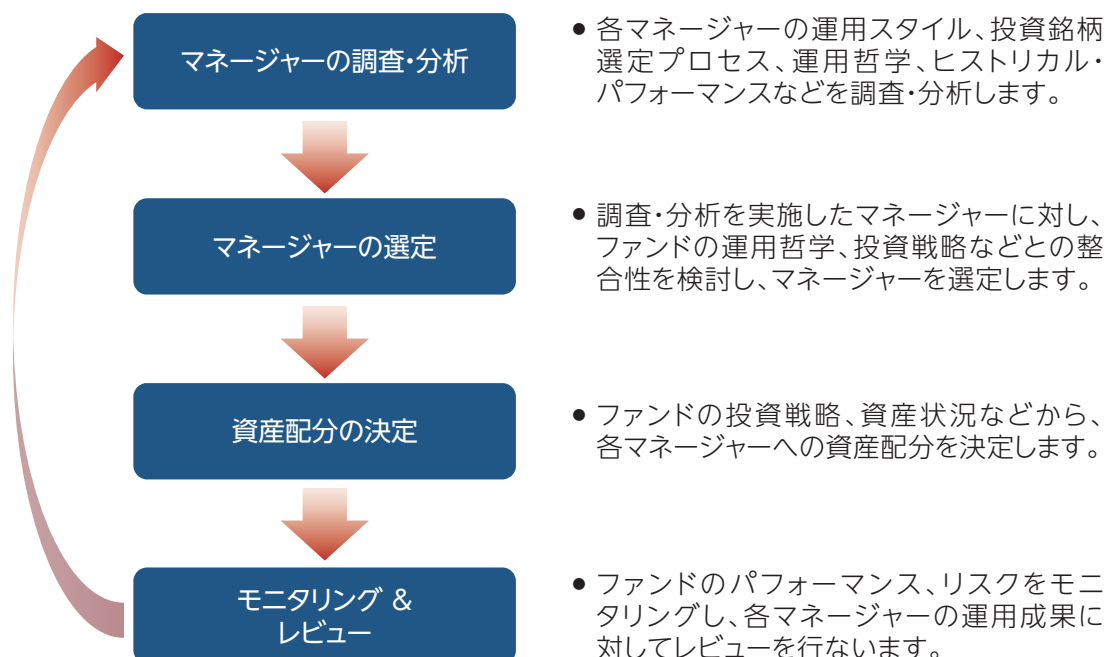 マネージャーの調査・分析
● 各マネージャーの運用スタイル、投資銘柄
選定プロセス、運用哲学、ヒストリカル・
パフォーマンスなどを調査・分析します。
マネージャーの選定
● 調査・分析を実施したマネージャーに対し、
ファンドの運用哲学、投資戦略などとの整
合性を検討し、マネージャーを選定します。
資産配分の決定
● ファンドの投資戦略、資産状況などから、
各マネージャーへの資産配分を決定します。
モニタリング &
レビュー
● ファンドのパフォーマンス、リスクをモニ
タリングし、各マネージャーの運用成果に
対してレビューを行ないます。